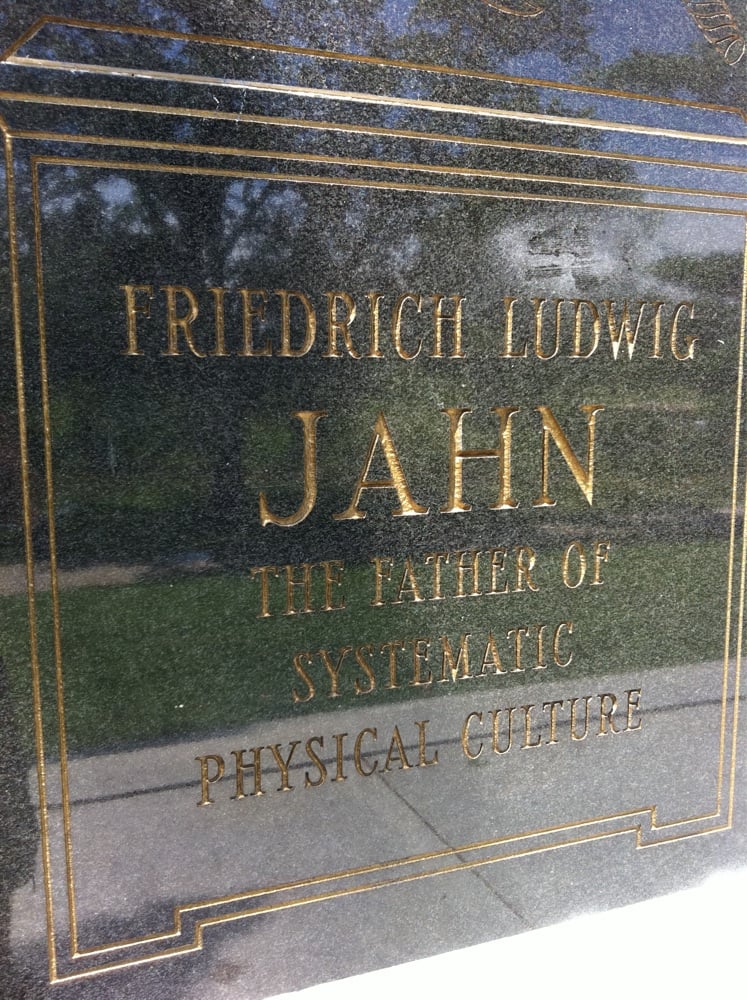 FRIEDRICH LUDWIG
JAHN
THE FATHER OF
SYSTEMATIC
PHYSICAL CULTURE